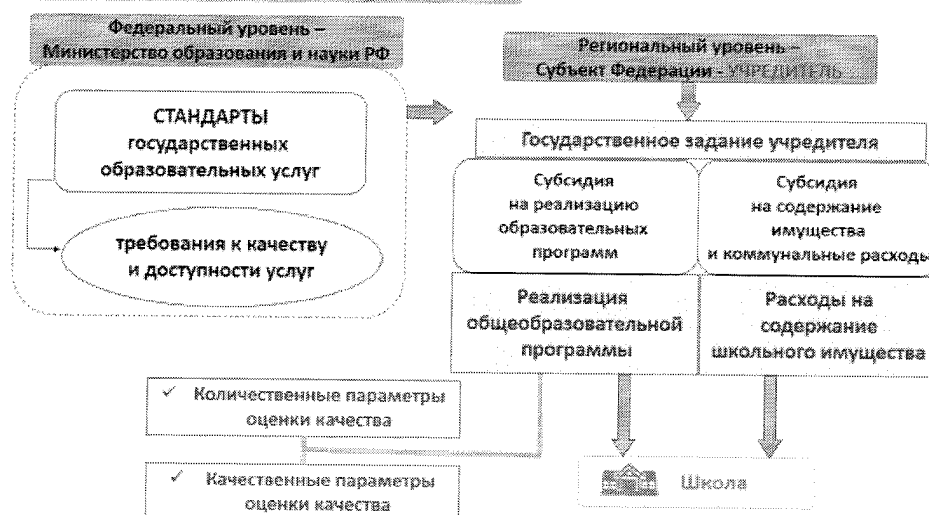 Федеральный уровень –
Министерство образования и науки РФ
СТАНДАРТЫ
государственных
образовательных услуг
требования к качеству
и доступности услуг
Региональный уровень –
Субъект Федерации - УЧРЕДИТЕЛЬ
Государственное задание учредителя
Субсидия
на реализацию
образовательных
программ
Субсидия
на содержание
имущества
и коммунальные расходы
Реализация
общеобразовательной
программы
Расходы на
содержание
школьного имущества
✓ Количественные параметры
оценки качества
✓ Качественные параметры
оценки качества
Школа